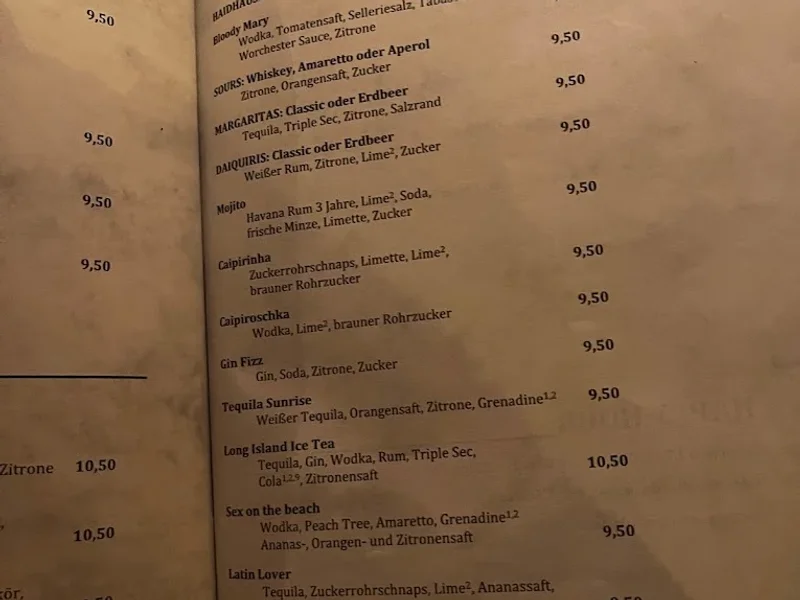 9,50
9,50
9,50
9,50
Zitrone 10,50
10,50
Bloody Mary
Wodka, Tomatensaft, Selleriesalz,
Worchester Sauce, Zitrone
9,50
SOURS: Whiskey, Amaretto oder Aperol
Zitrone, Orangensaft, Zucker
9,50
MARGARITAS: Classic oder Erdbeer
Tequila, Triple Sec, Zitrone, Salzrand
9,50
DAIQUIRIS: Classic oder Erdbeer
Weißer Rum, Zitrone, Lime², Zucker
Mojito
Havana Rum 3 Jahre, Lime², Soda,
frische Minze, Limette, Zucker
9,50
Caipirinha
Zuckerrohrschnaps, Limette, Lime²,
brauner Rohrzucker
9,50
Caipiroschka
Wodka, Lime², brauner Rohrzucker
9,50
Gin Fizz
Gin, Soda, Zitrone, Zucker
9,50
Tequila Sunrise
Weißer Tequila, Orangensaft, Zitrone, Grenadine¹,²
9,50
Long Island Ice Tea
Tequila, Gin, Wodka, Rum, Triple Sec,
Cola¹,²,⁹, Zitronensaft
10,50
Sex on the beach
Wodka, Peach Tree, Amaretto, Grenadine¹,²
Ananas-, Orangen- und Zitronensaft
9,50
Latin Lover
Tequila, Zuckerrohrschnaps, Lime², Ananassaft,